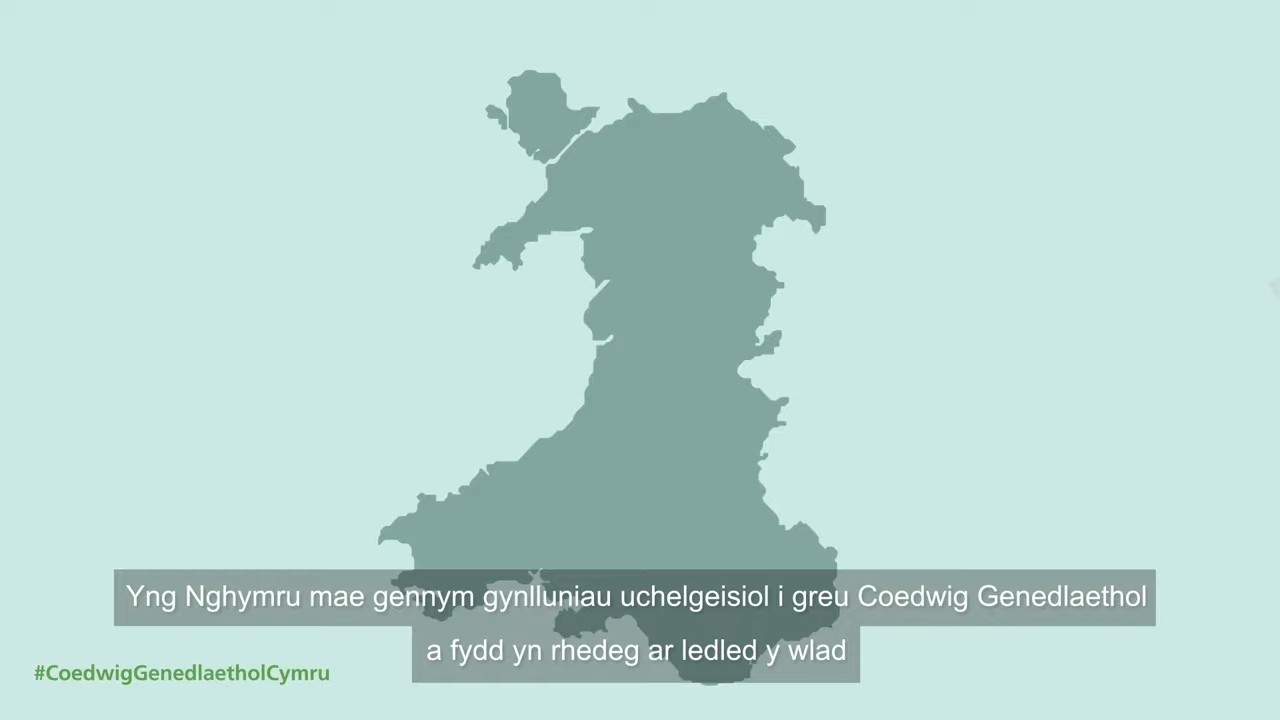 Yng Nghymru mae gennym gynlluniau uchelgeisiol i greu Coedwig Genedlaethol
a fydd yn rhedeg ar ledled y wlad
#CoedwigGenedlaetholCymru